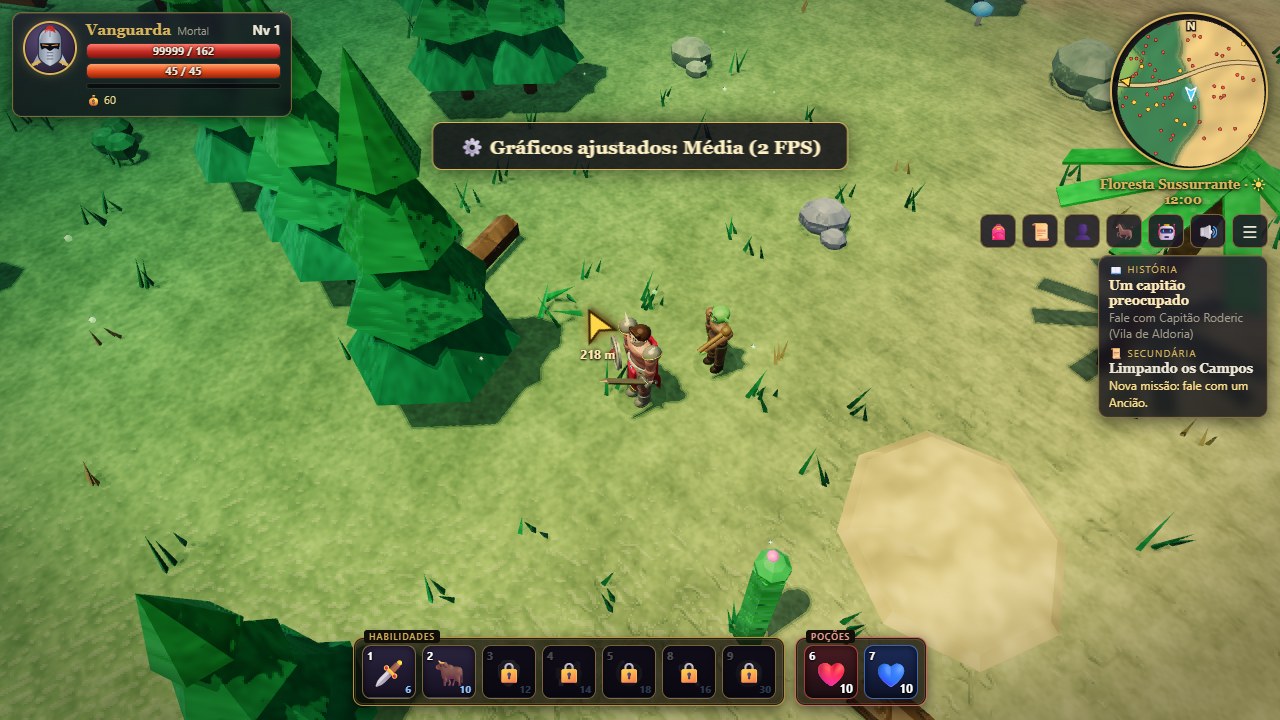 Vanguarda Mortal Nv 1
99999 / 162
45 / 45
60
Gráficos ajustados: Média (2 FPS)
N
Floresta Sussurrante ·
12:00
HISTÓRIA
Um capitão
preocupado
Fale com Capitão Roderic
(Vila de Aldoria)
SECUNDÁRIA
Limpando os Campos
Nova missão: fale com um
Ancião.
218 m
HABILIDADES
1 6
2 10
3 12
4 14
5 18
8 16
9 30
POÇÕES
6 10
7 10